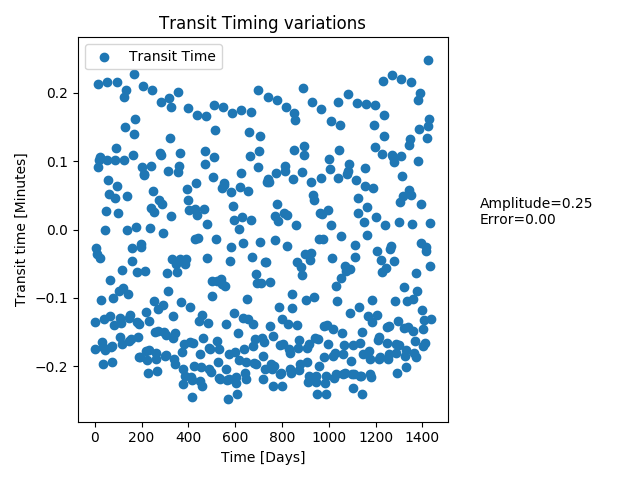 Transit Timing variations
Transit Time
Transit time [Minutes]
0.2
0.1
0.0
−0.1
−0.2
0
200
400
600
800
1000
1200
1400
Time [Days]
Amplitude=0.25
Error=0.00